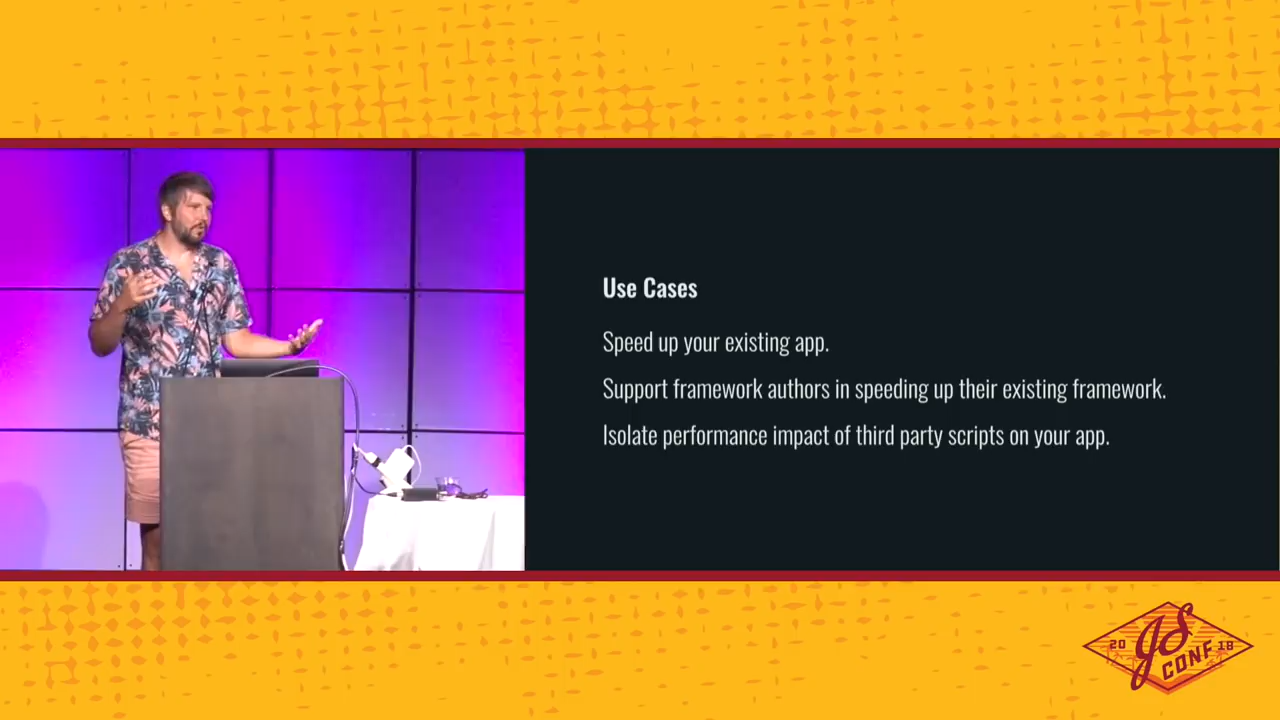 Use Cases
Speed up your existing app.
Support framework authors in speeding up their existing framework.
Isolate performance impact of third party scripts on your app.
20 JS CONF 18